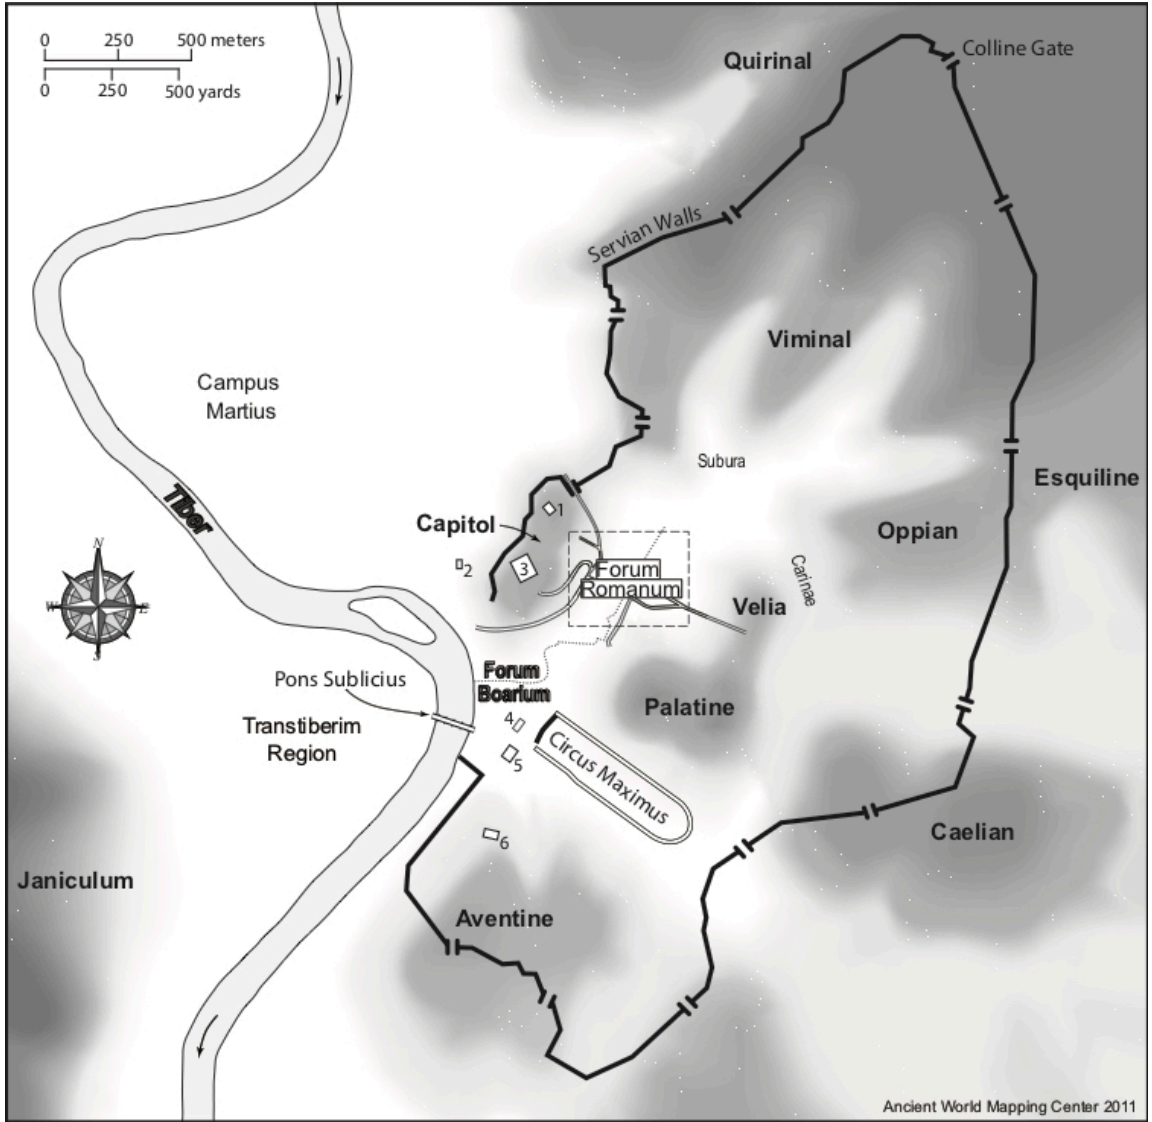 0 250 500 meters
0 250 500 yards
Quirinal
Colline Gate
Servian Walls
Viminal
Campus
Martius
Subura
Esquiline
Tiber
Capitol
1
2
3
Oppian
Forum
Romanum
Carinae
Velia
N
W
E
S
Forum
Boarium
Pons Sublicius
Transtiberim
Region
Palatine
4
5
Circus Maximus
6
Caelian
Janiculum
Aventine
Ancient World Mapping Center 2011